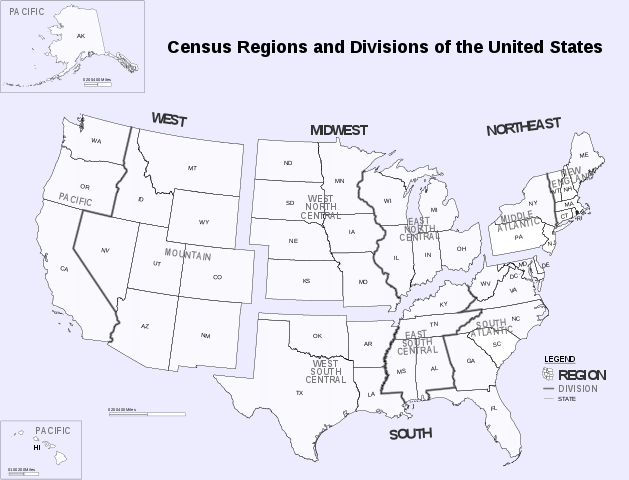 PACIFIC
AK
0 200 400 Miles
Census Regions and Divisions of the United States
WEST
MIDWEST
NORTHEAST
WA
MT
OR
ID
PACIFIC
WY
NV
UT
MOUNTAIN
CO
CA
AZ
NM
ND
MN
SD
WEST
NORTH
CENTRAL
NE
IA
KS
MO
WI
MI
EAST
NORTH
CENTRAL
IL
IN
OH
ME
NEW
ENGLAND
VT
NH
NY
MA
CT
RI
MIDDLE
ATLANTIC
PA
NJ
MD
DE
DC
WV
VA
KY
TN
NC
SOUTH
ATLANTIC
SC
GA
FL
EAST
SOUTH
CENTRAL
MS
AL
OK
AR
WEST
SOUTH
CENTRAL
TX
LA
0 200 400 Miles
SOUTH
LEGEND
REGION
DIVISION
STATE
PACIFIC
HI
0 100 200 Miles